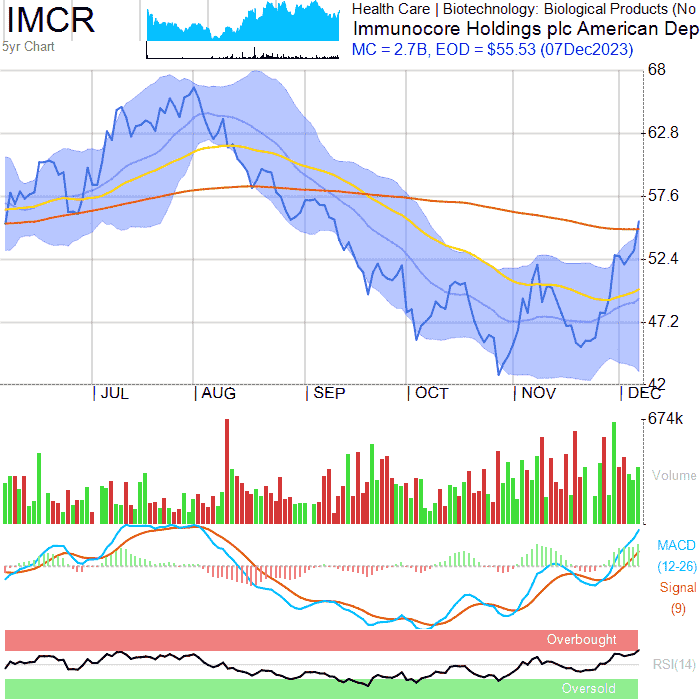 IMCR
5yr Chart
Health Care | Biotechnology: Biological Products (No
Immunocore Holdings plc American Dep
MC = 2.7B, EOD = $55.53 (07Dec2023)
68
62.8
57.6
52.4
47.2
42
JUL AUG SEP OCT NOV DEC
674k
Volume
MACD
(12-26)
Signal
(9)
Overbought
RSI(14)
Oversold